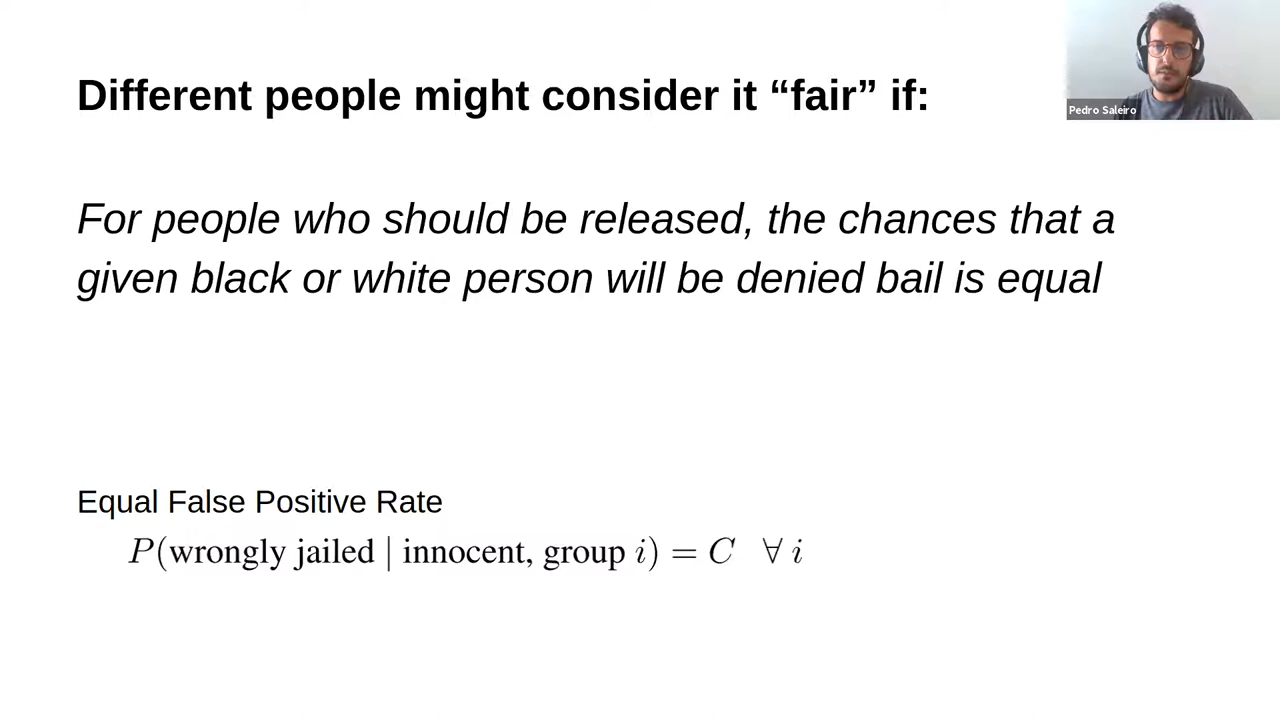 Different people might consider it “fair” if:
Pedro Saleiro
For people who should be released, the chances that a
given black or white person will be denied bail is equal
Equal False Positive Rate
P(wrongly jailed | innocent, group i) = C ∀ i